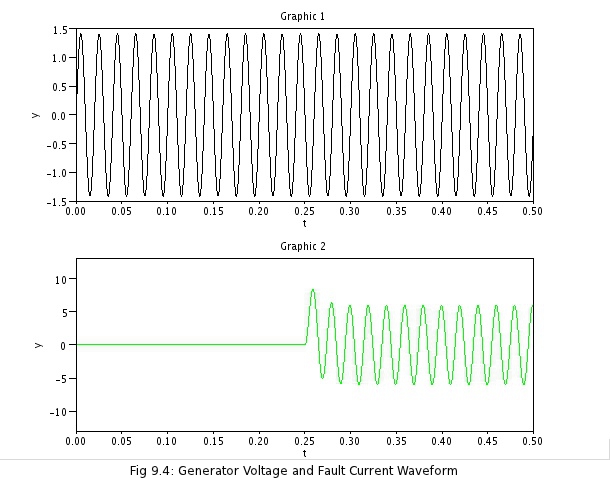 Graphic 1
1.5
1.0
0.5
0.0
-0.5
-1.0
-1.5
y
0.00 0.05 0.10 0.15 0.20 0.25 0.30 0.35 0.40 0.45 0.50
t
Graphic 2
10
5
0
-5
-10
y
0.00 0.05 0.10 0.15 0.20 0.25 0.30 0.35 0.40 0.45 0.50
t
Fig 9.4: Generator Voltage and Fault Current Waveform